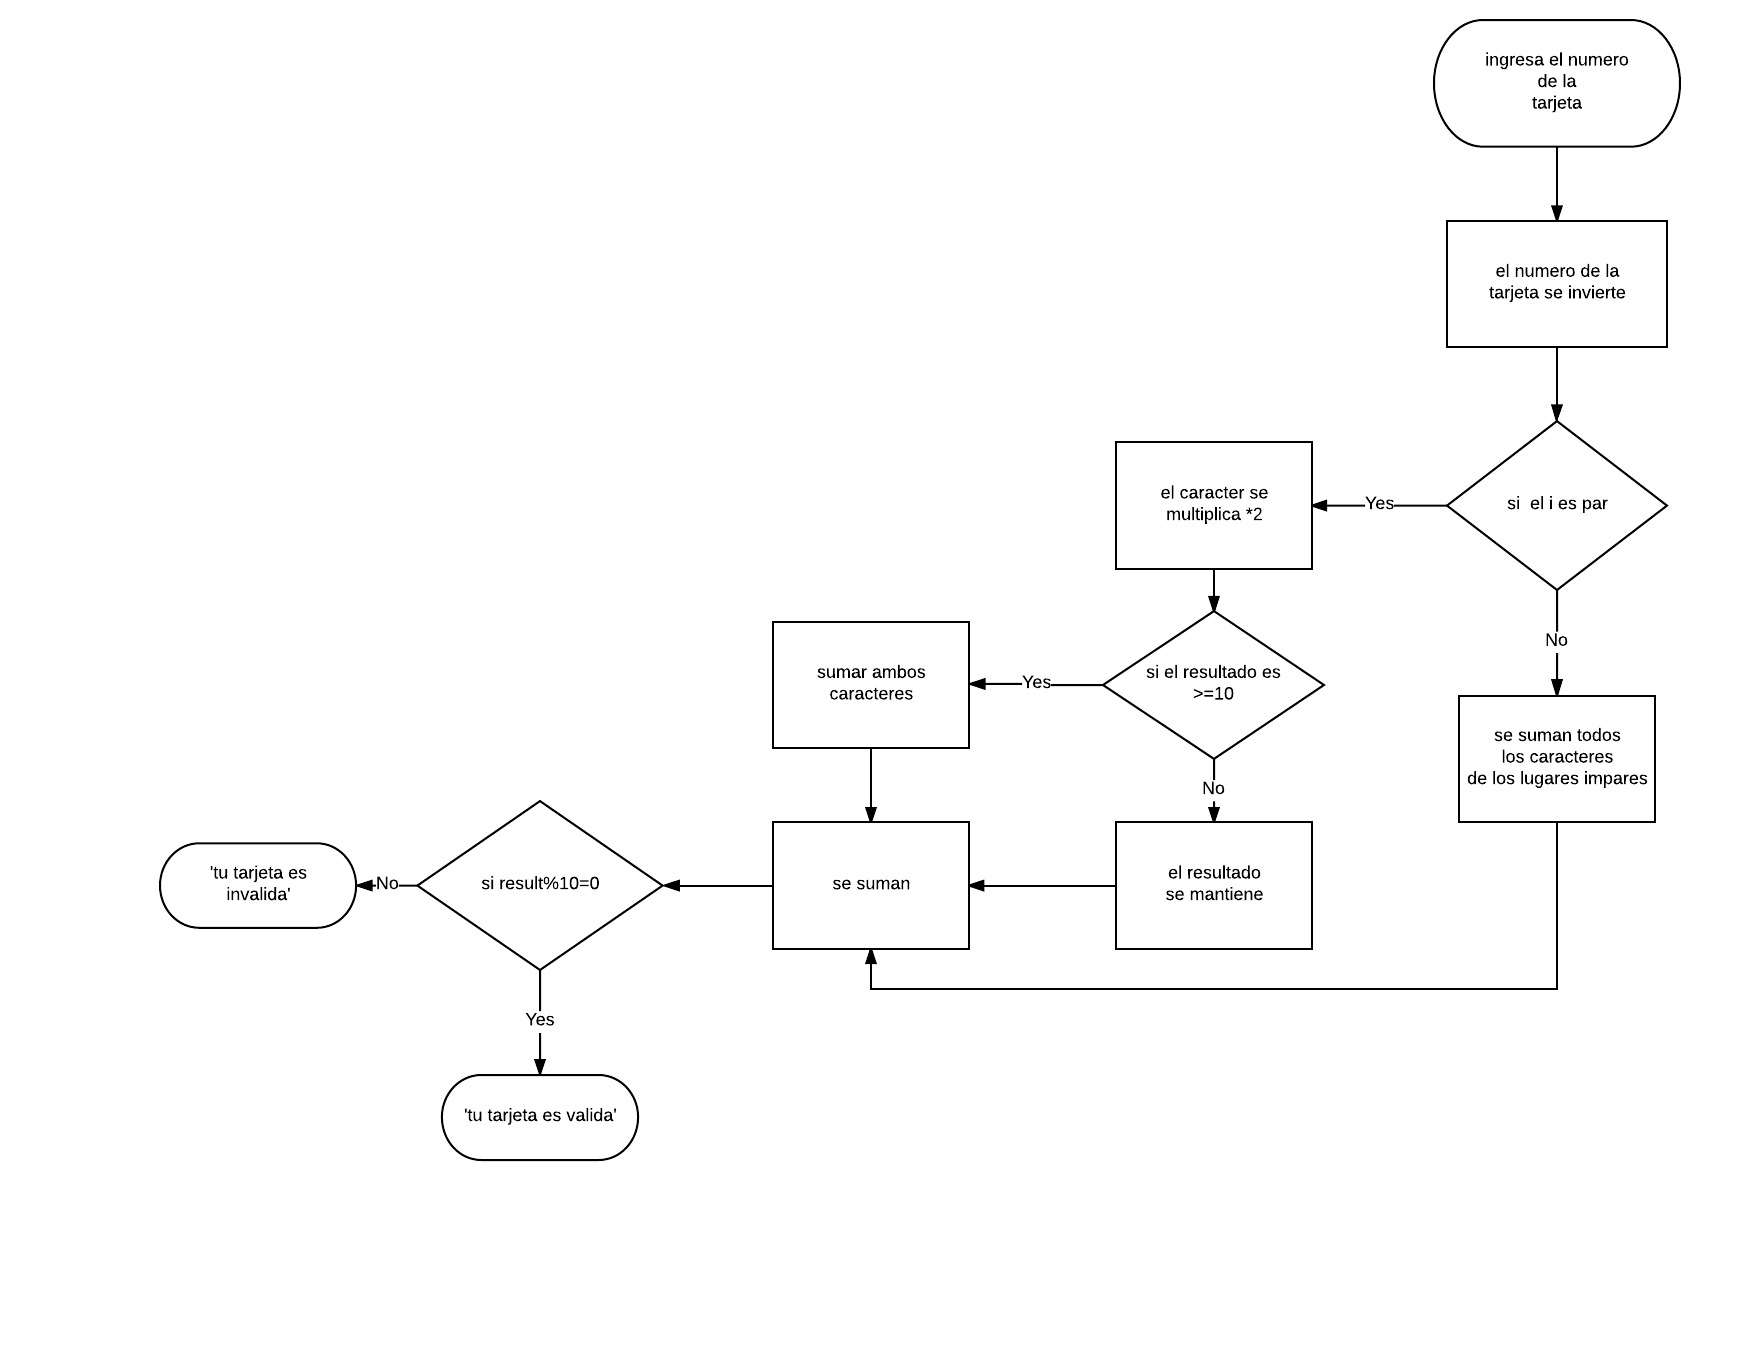 ingresa el numero
de la
tarjeta
el numero de la
tarjeta se invierte
si  el i es par
Yes
el caracter se
multiplica *2
No
se suman todos
los caracteres
de los lugares impares
si el resultado es
>=10
Yes
sumar ambos
caracteres
No
el resultado
se mantiene
se suman
si result%10=0
No
'tu tarjeta es
invalida'
Yes
'tu tarjeta es valida'